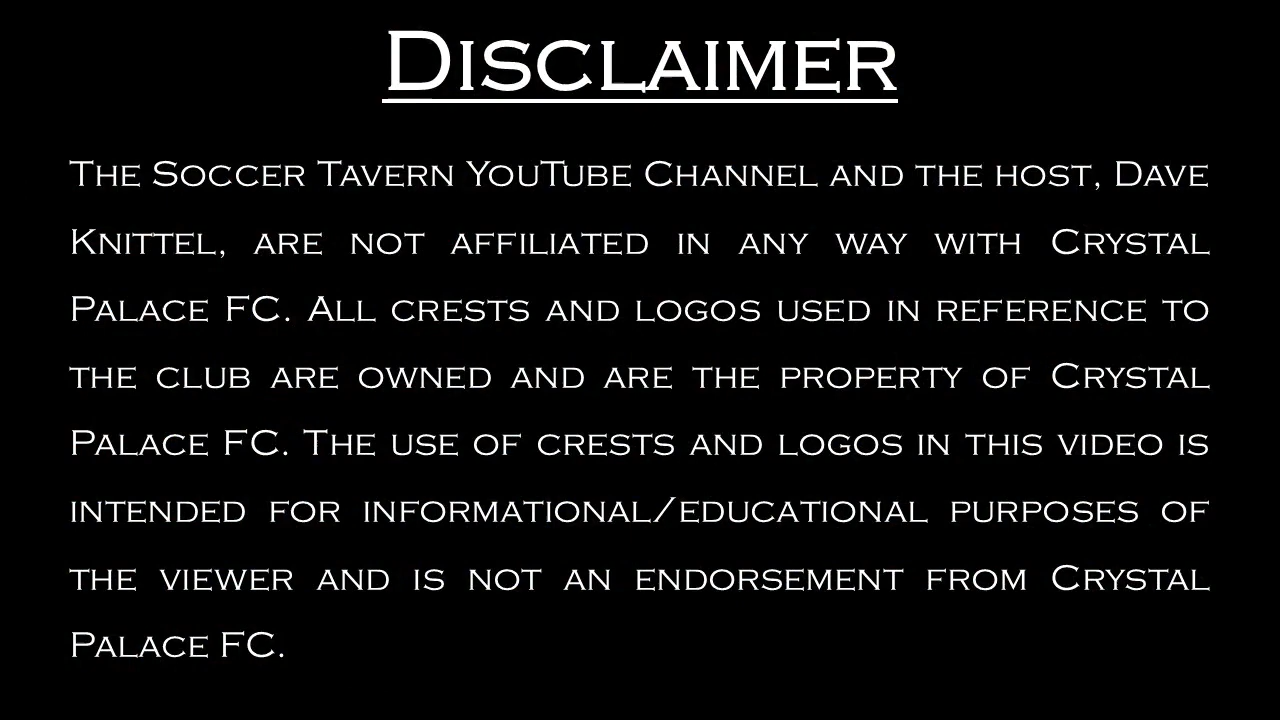 Disclaimer
The Soccer Tavern YouTube Channel and the host, Dave
Knittel, are not affiliated in any way with Crystal
Palace FC. All crests and logos used in reference to
the club are owned and are the property of Crystal
Palace FC. The use of crests and logos in this video is
intended for informational/educational purposes of
the viewer and is not an endorsement from Crystal
Palace FC.